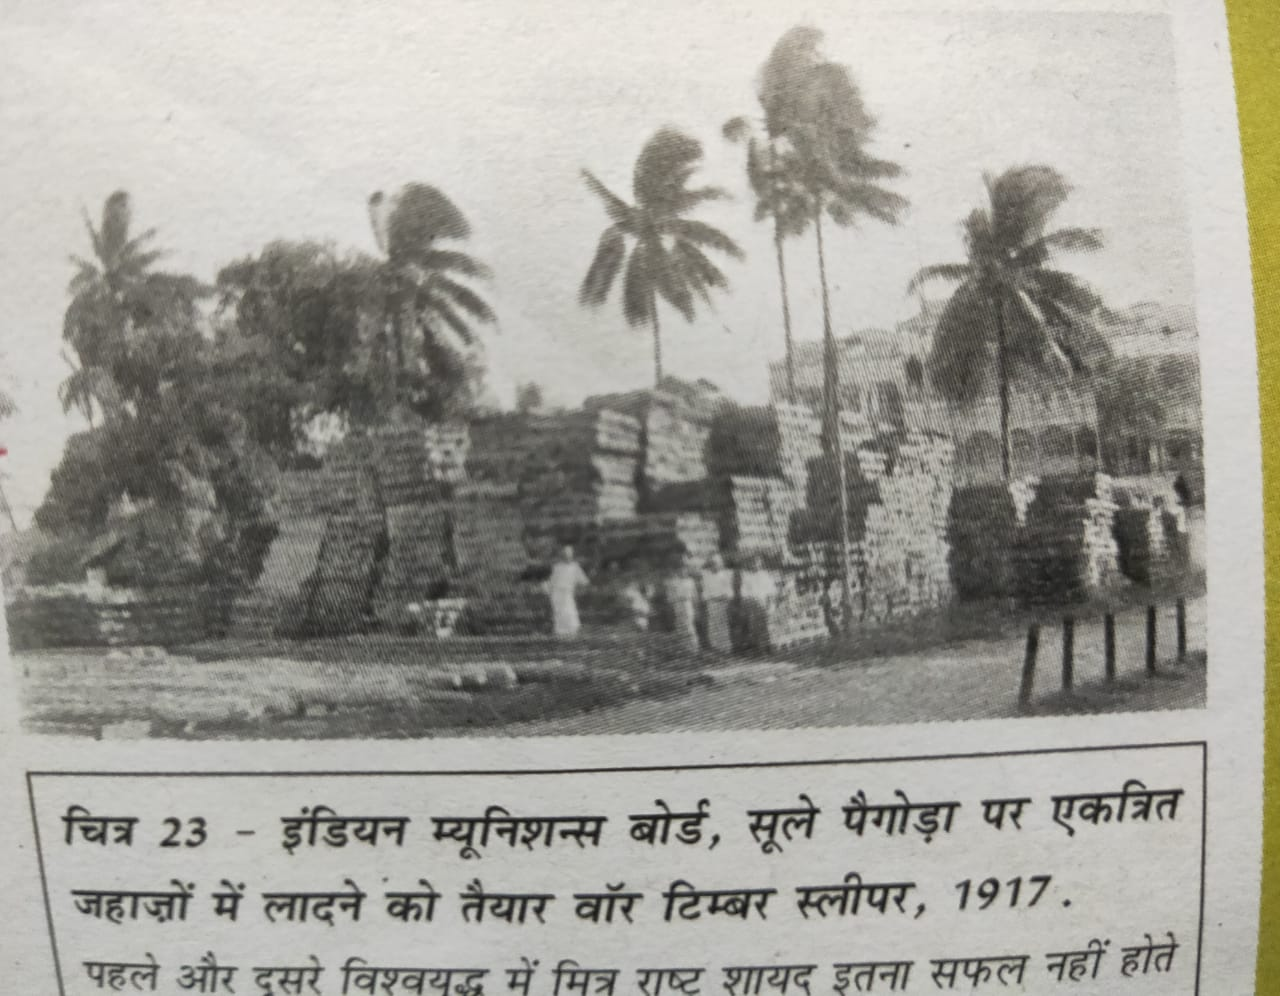 चित्र 23 - इंडियन म्यूनिशन्स बोर्ड, सूले पैगोड़ा पर एकत्रित
जहाज़ों में लादने को तैयार वॉर टिम्बर स्लीपर, 1917.
पहले और दूसरे विश्वयुद्ध में मित्र राष्ट शायद इतना सफल नहीं होते